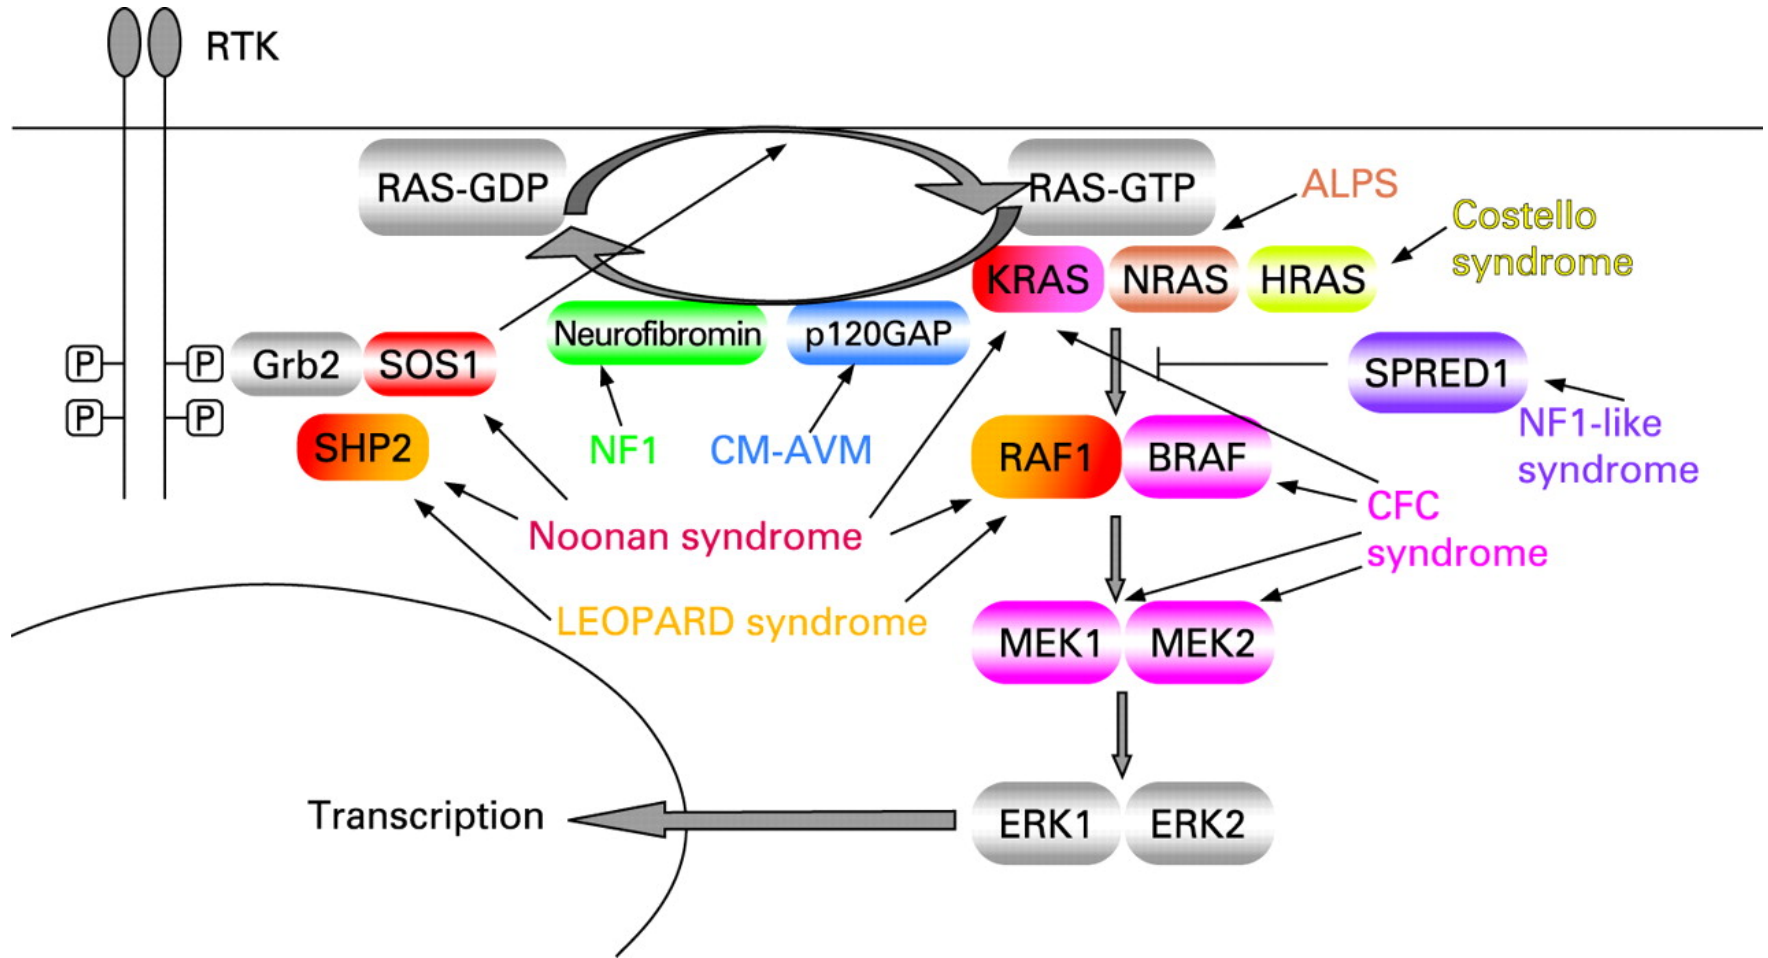 RTK
RAS-GDP
RAS-GTP
ALPS
Costello
syndrome
KRAS
NRAS
HRAS
Neurofibromin
p120GAP
P
P
Grb2
SOS1
SPRED1
P
P
SHP2
NF1
CM-AVM
RAF1
BRAF
NF1-like
syndrome
CFC
syndrome
Noonan syndrome
LEOPARD syndrome
MEK1
MEK2
Transcription
ERK1
ERK2